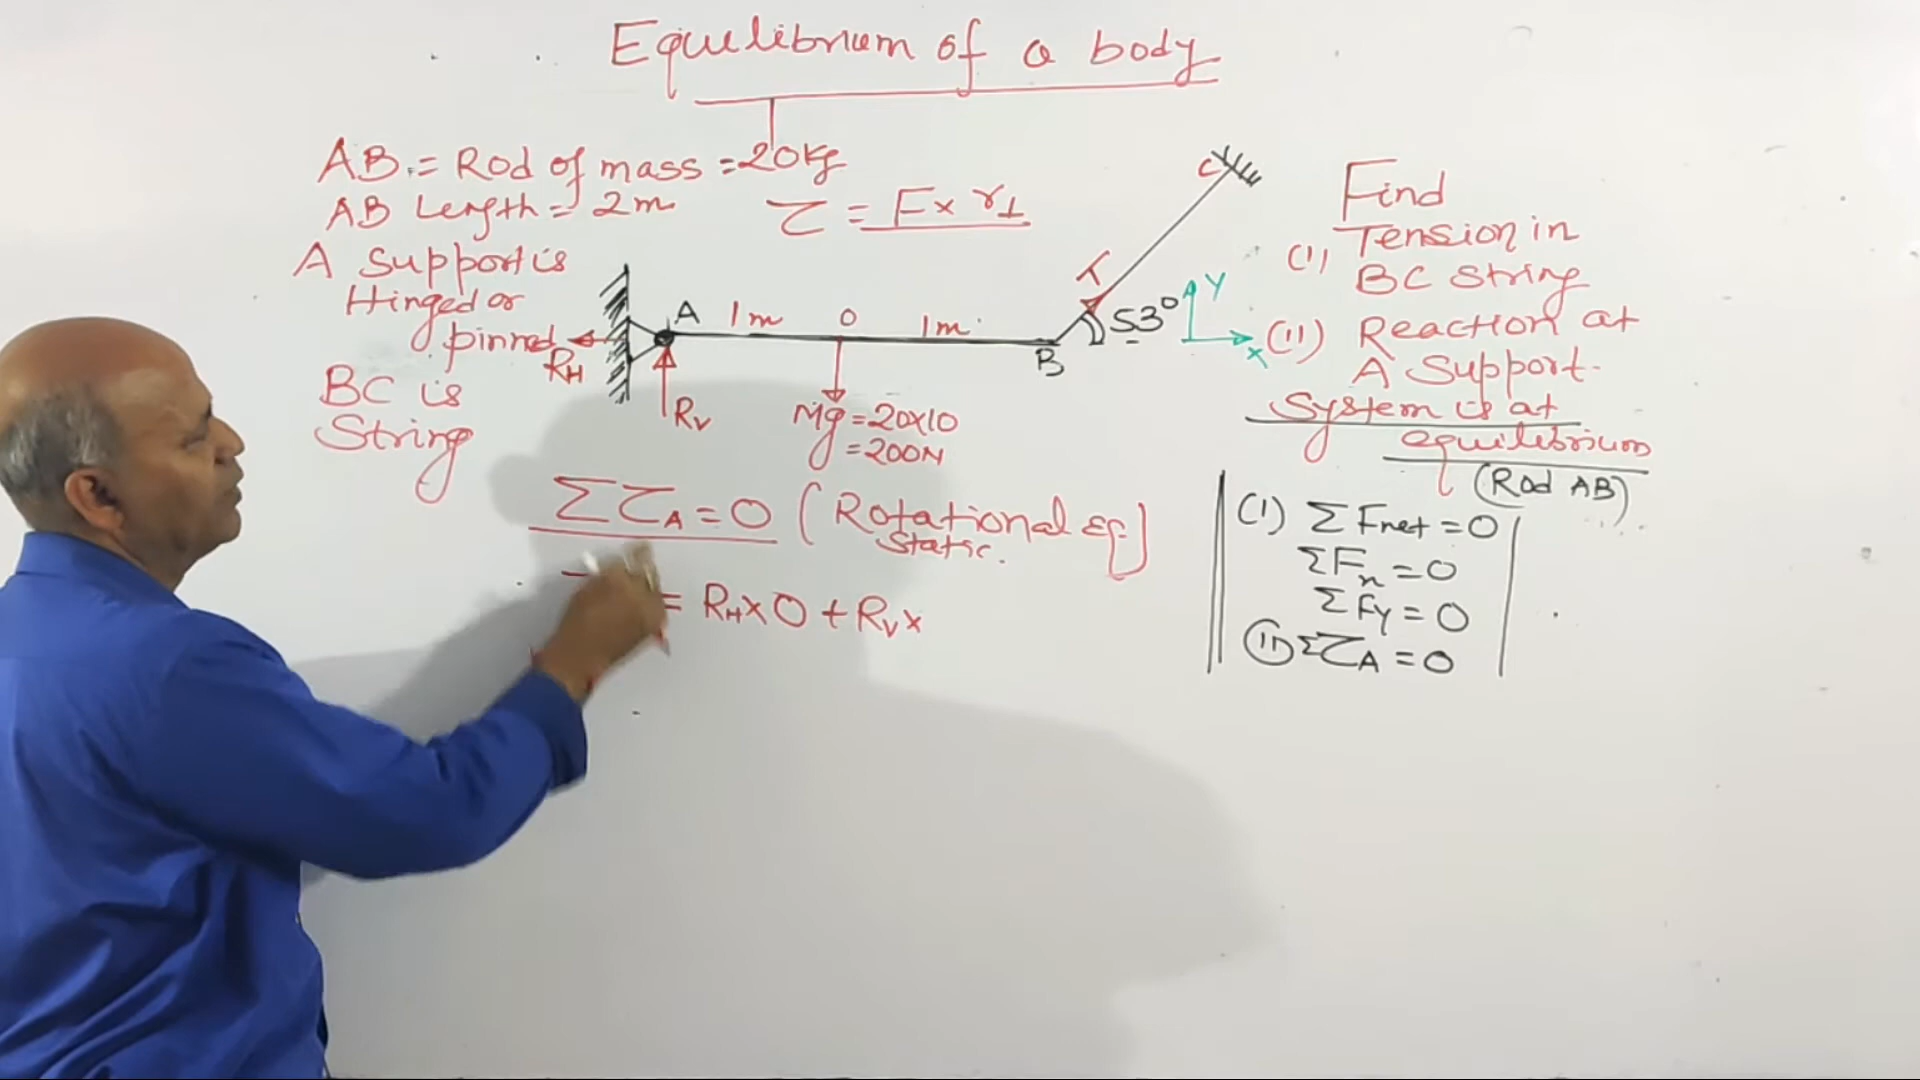 Equilibrium of a body
AB = Rod of mass = 20kg
AB Length = 2m
τ = F x r⊥
A support is
Hinged or
pinned
BC is
String
C
T
53°
Y
X
A
1m
O
1m
B
RH
RV
Mg = 20x10
= 200N
Find
(I) Tension in
BC String
(II) Reaction at
A Support.
System is at
equilibrium
(Rod AB)
ΣτA = 0 (Rotational Eq)
Static.
= RH x 0 + RV x
(I) ΣFnet = 0
ΣFx = 0
ΣFy = 0
(II) ΣτA = 0